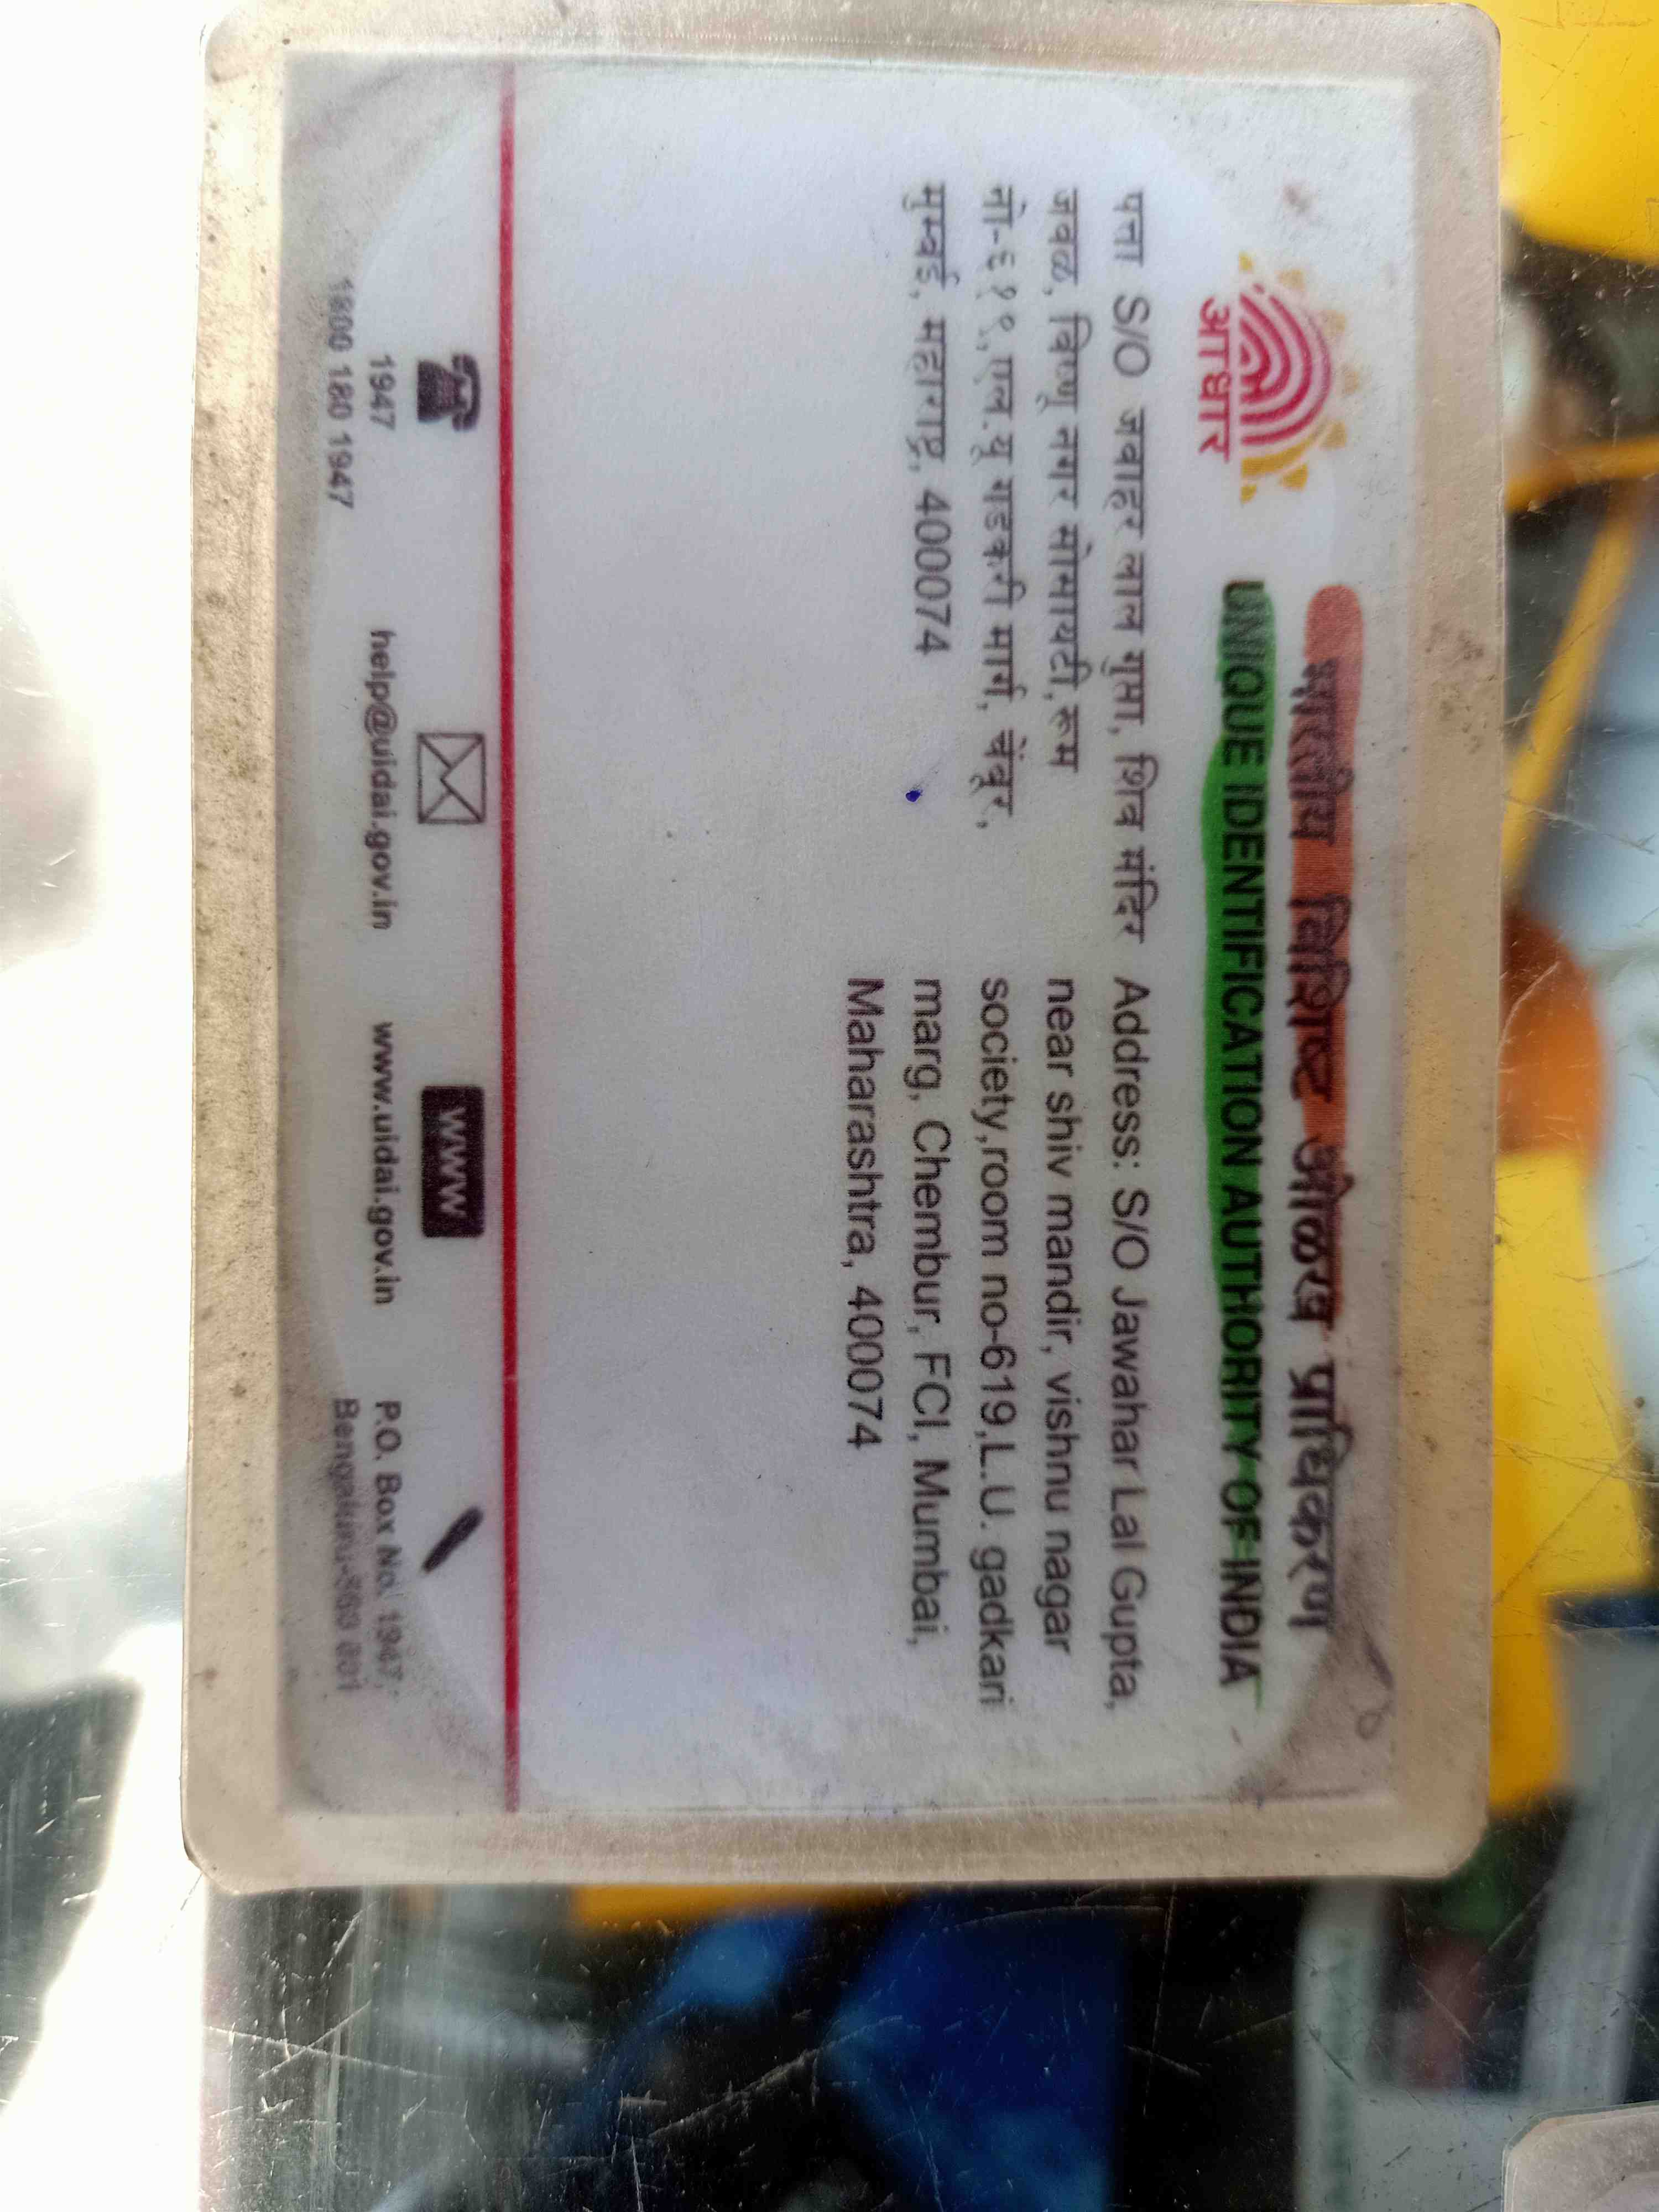 भारतीय विशिष्ट ओळख प्राधिकरण
UNIQUE IDENTIFICATION AUTHORITY OF INDIA
आधार
पत्ता S/O जवाहर लाल गुप्ता, शिव मंदिर
जवळ, विष्णू नगर सोसायटी, रूम
नो-६१९,एल.यु गडकरी मार्ग, चेंबूर,
मुम्बई, महाराष्ट्र, 400074
Address: S/O Jawahar Lal Gupta,
near shiv mandir, vishnu nagar
society,room no-619,L.U. gadkari
marg, Chembur, FCI, Mumbai,
Maharashtra, 400074
1947
1800 180 1947
help@uidai.gov.in
WWW
www.uidai.gov.in
P.O. Box No. 1947,
Bengaluru-560 001